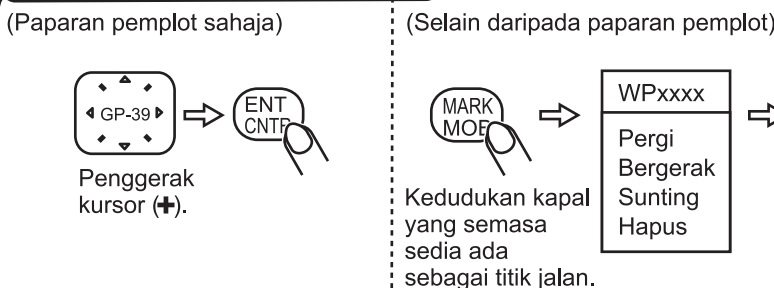 (Paparan pemplot sahaja)
GP-39
ENT
CNTR
Penggerak
kursor (✚).
(Selain daripada paparan pemplot)
MARK
MOB
Kedudukan kapal
yang semasa
sedia ada
sebagai titik jalan.
WPxxxx
Pergi
Bergerak
Sunting
Hapus